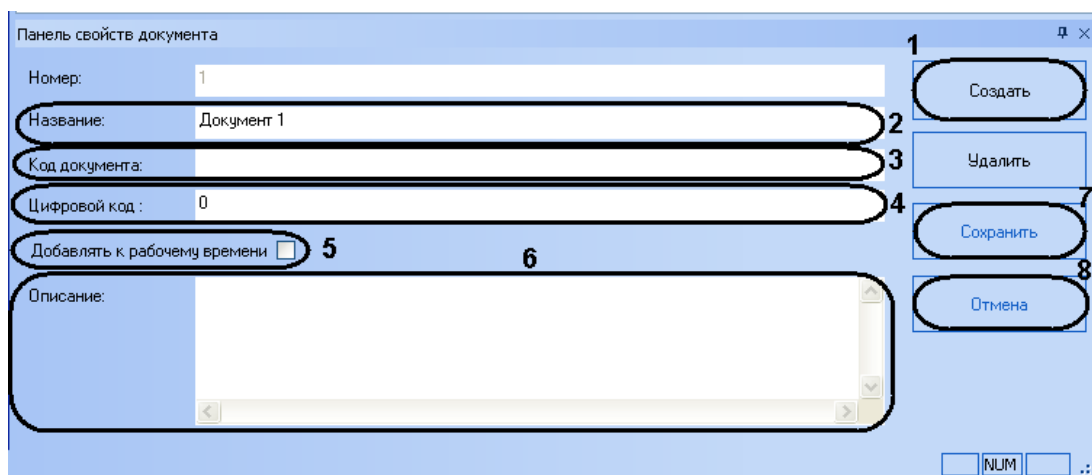 Панель свойств документа
1
Номер: 1
Создать
Название: Документ 1
2
Код документа:
3
Удалить
Цифровой код : 0
4
7
Добавлять к рабочему времени
5
Сохранить
6
8
Описание:
Отмена
NUM